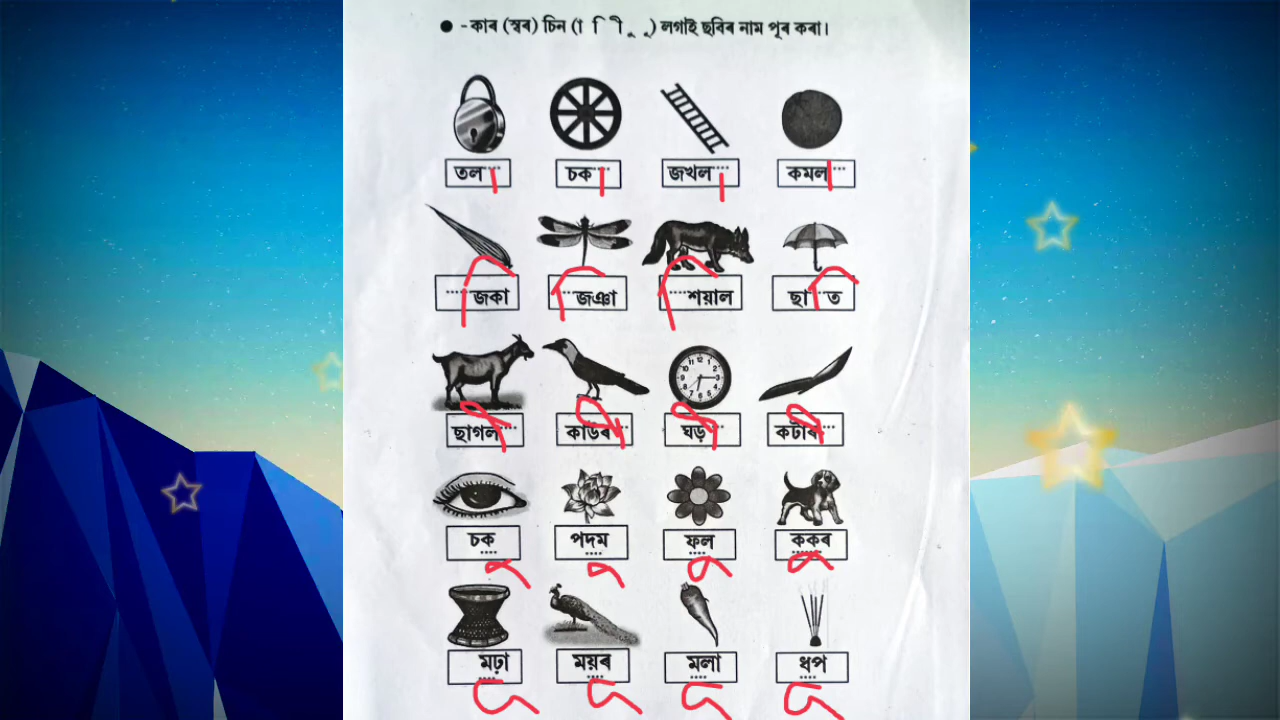 ● - কাৰ (স্বৰ) চিন (া ি ী ু ূ) লগাই ছবিৰ নাম পূৰ কৰা।
তল.... া চক া জখল.... া কমল.... া
....জকা ি ....জঞা ি ....শয়াল ি ছা....ত ি
ছাগল.... ী কাউৰ.... ী ঘড়.... ী কটাৰ.... ী
চক.... ু পদম.... ু ফল.... ু ককৰ.... ু
মঢ়া.... ূ ময়ৰ.... ূ মলা.... ূ ধপ.... ূ